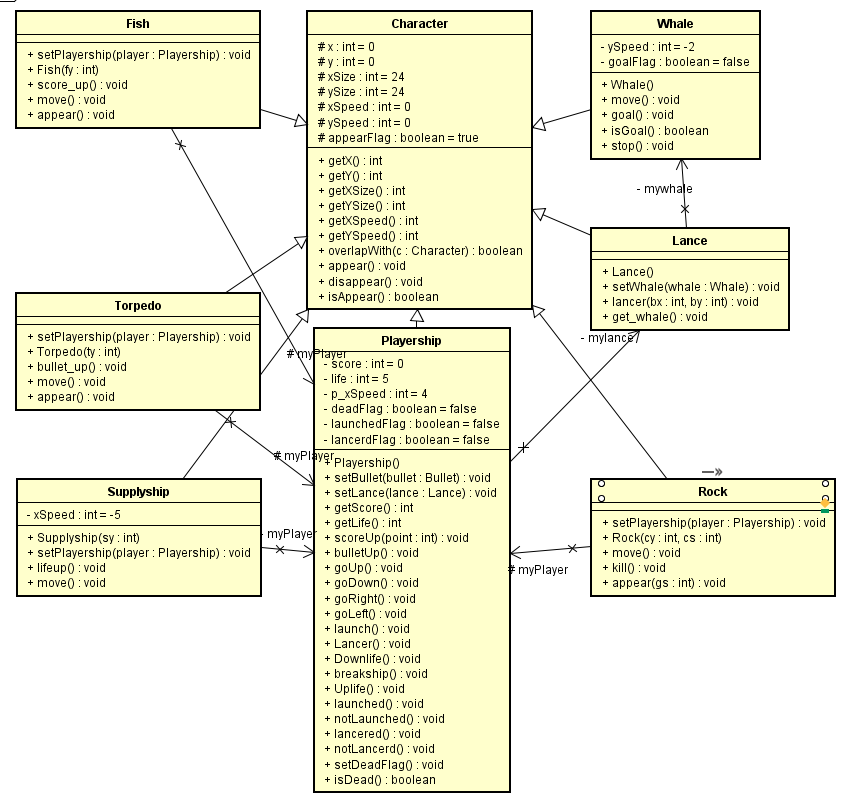 Fish
+ setPlayership(player : Playership) : void
+ Fish(fy : int)
+ score_up() : void
+ move() : void
+ appear() : void
Character
# x : int = 0
# y : int = 0
# xSize : int = 24
# ySize : int = 24
# xSpeed : int = 0
# ySpeed : int = 0
# appearFlag : boolean = true
+ getX() : int
+ getY() : int
+ getXSize() : int
+ getYSize() : int
+ getXSpeed() : int
+ getYSpeed() : int
+ overlapWith(c : Character) : boolean
+ appear() : void
+ disappear() : void
+ isAppear() : boolean
Whale
- ySpeed : int = -2
- goalFlag : boolean = false
+ Whale()
+ move() : void
+ goal() : void
+ isGoal() : boolean
+ stop() : void
- mywhale
Lance
+ Lance()
+ setWhale(whale : Whale) : void
+ lancer(bx : int, by : int) : void
+ get_whale() : void
- mylance
Torpedo
+ setPlayership(player : Playership) : void
+ Torpedo(ty : int)
+ bullet_up() : void
+ move() : void
+ appear() : void
# myPlayer
# myPlayer
Playership
- score : int = 0
- life : int = 5
- p_xSpeed : int = 4
- deadFlag : boolean = false
- launchedFlag : boolean = false
- lancerdFlag : boolean = false
+ Playership()
+ setBullet(bullet : Bullet) : void
+ setLance(lance : Lance) : void
+ getScore() : int
+ getLife() : int
+ scoreUp(point : int) : void
+ bulletUp() : void
+ goUp() : void
+ goDown() : void
+ goRight() : void
+ goLeft() : void
+ launch() : void
+ Lancer() : void
+ Downlife() : void
+ breakship() : void
+ Uplife() : void
+ launched() : void
+ notLaunched() : void
+ lancered() : void
+ notLancerd() : void
+ setDeadFlag() : void
+ isDead() : boolean
Supplyship
- xSpeed : int = -5
+ Supplyship(sy : int)
+ setPlayership(player : Playership) : void
+ lifeup() : void
+ move() : void
- myPlayer
Rock
+ setPlayership(player : Playership) : void
+ Rock(cy : int, cs : int)
+ move() : void
+ kill() : void
+ appear(gs : int) : void
# myPlayer